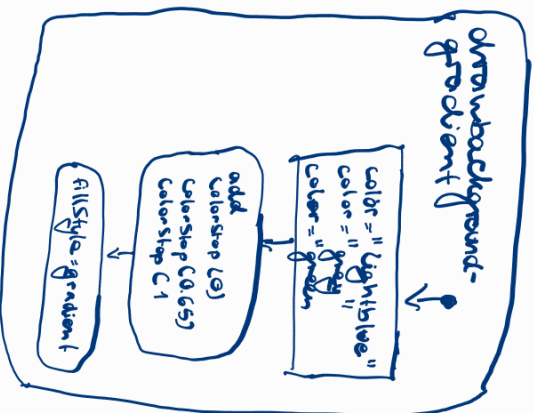 drawbackground-
gradient
color = "lightblue"
color = "grey"
color = "green
add
Colorstop (0)
Colorstop (0.65)
Colorstop ( 1
fillStyle=gradient